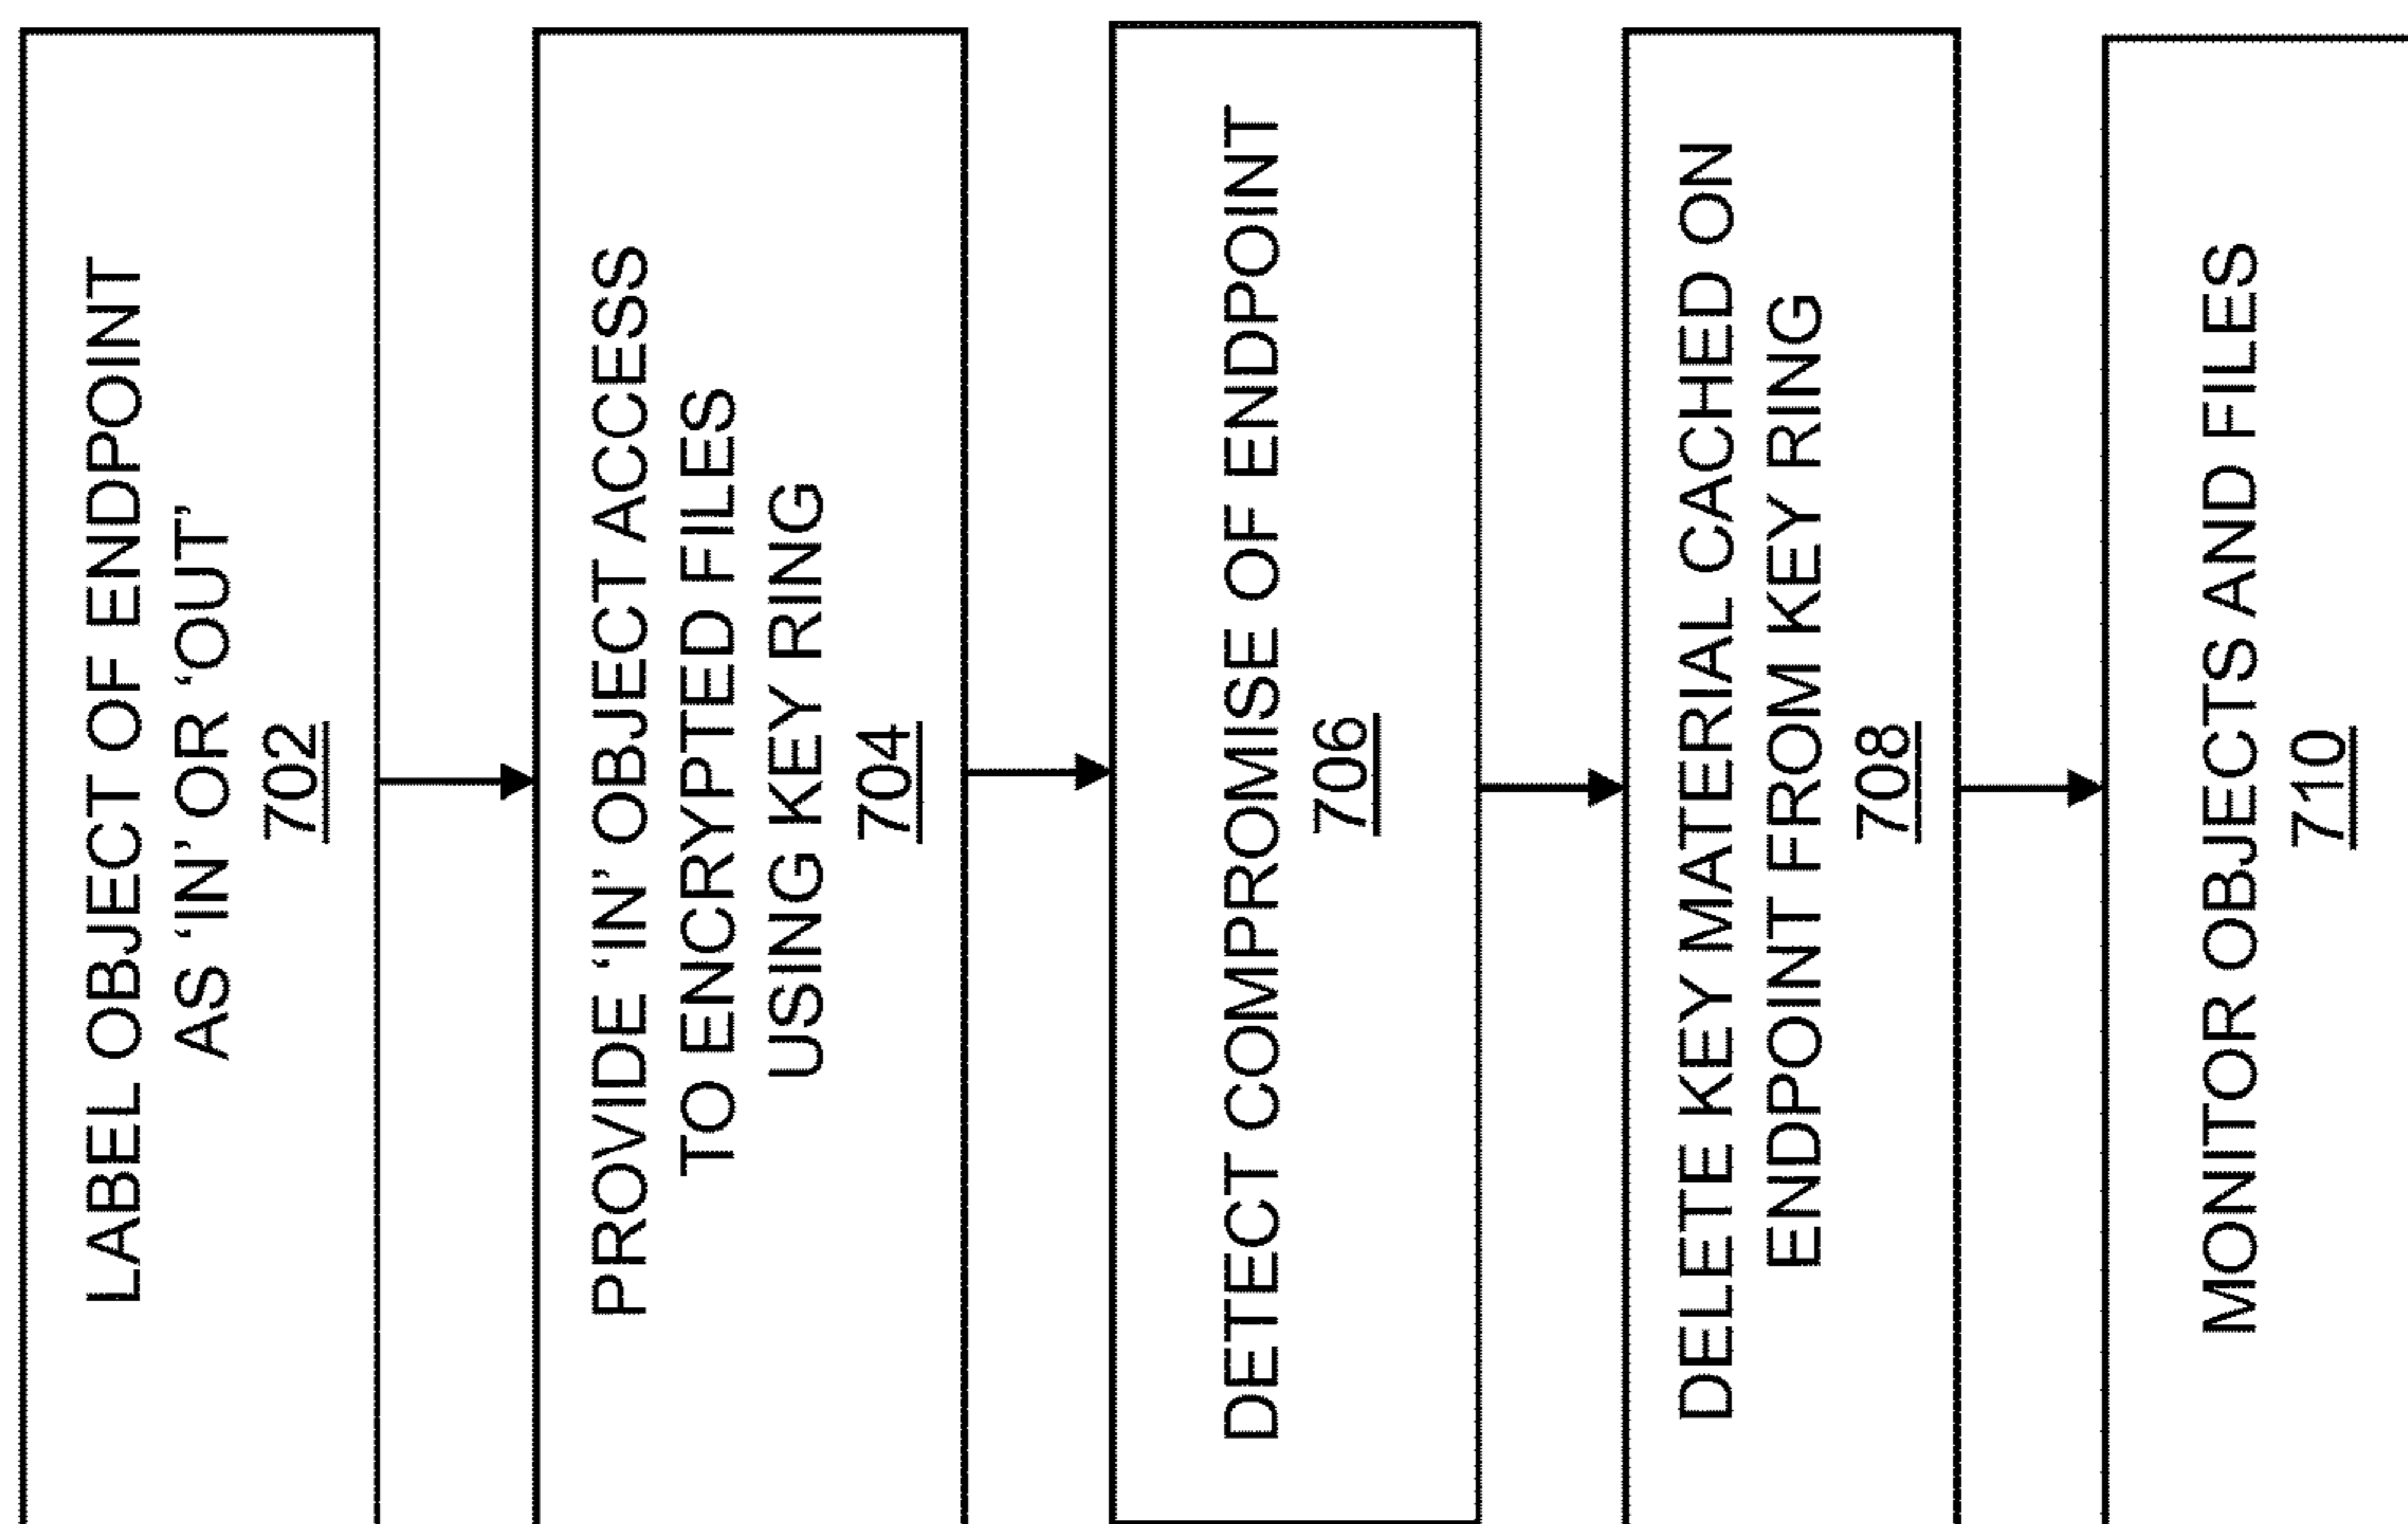 LABEL OBJECT OF ENDPOINT
AS ‘IN’ OR ‘OUT’
702
PROVIDE ‘IN’ OBJECT ACCESS
TO ENCRYPTED FILES
USING KEY RING
704
DETECT COMPROMISE OF ENDPOINT
706
DELETE KEY MATERIAL CACHED ON
ENDPOINT FROM KEY RING
708
MONITOR OBJECTS AND FILES
710